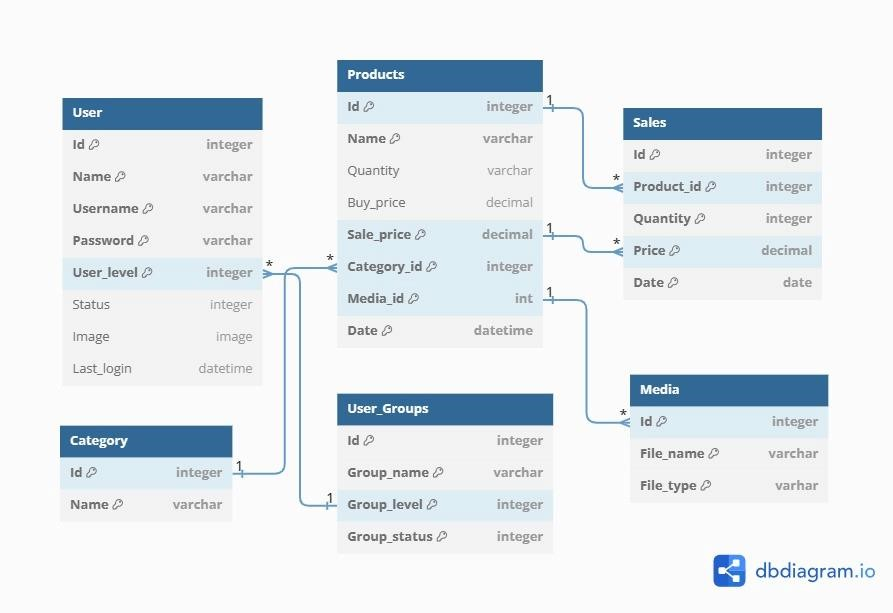 User
Id integer
Name varchar
Username varchar
Password varchar
User_level integer
Status integer
Image image
Last_login datetime
Category
Id integer
Name varchar
Products
Id integer
Name varchar
Quantity varchar
Buy_price decimal
Sale_price decimal
Category_id integer
Media_id int
Date datetime
User_Groups
Id integer
Group_name varchar
Group_level integer
Group_status integer
Sales
Id integer
Product_id integer
Quantity integer
Price decimal
Date date
Media
Id integer
File_name varchar
File_type varhar
1
*
1
*
1
*
*
1
*
1
dbdiagram.io